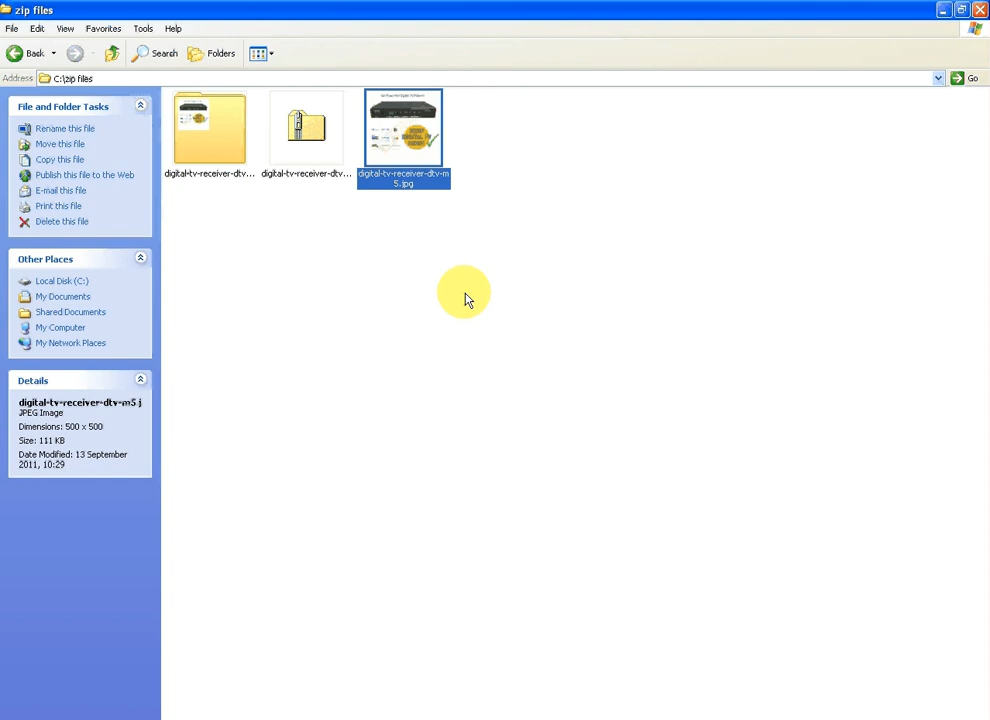 zip files
File Edit View Favorites Tools Help
Back Search Folders
Address C:\zip files Go
File and Folder Tasks
Rename this file
Move this file
Copy this file
Publish this file to the Web
E-mail this file
Print this file
Delete this file
Other Places
Local Disk (C:)
My Documents
Shared Documents
My Computer
My Network Places
Details
digital-tv-receiver-dtv-m5.j
JPEG Image
Dimensions: 500 x 500
Size: 111 KB
Date Modified: 13 September
2011, 10:29
digital-tv-receiver-dtv...
digital-tv-receiver-dtv...
digital-tv-receiver-dtv-m
5.jpg